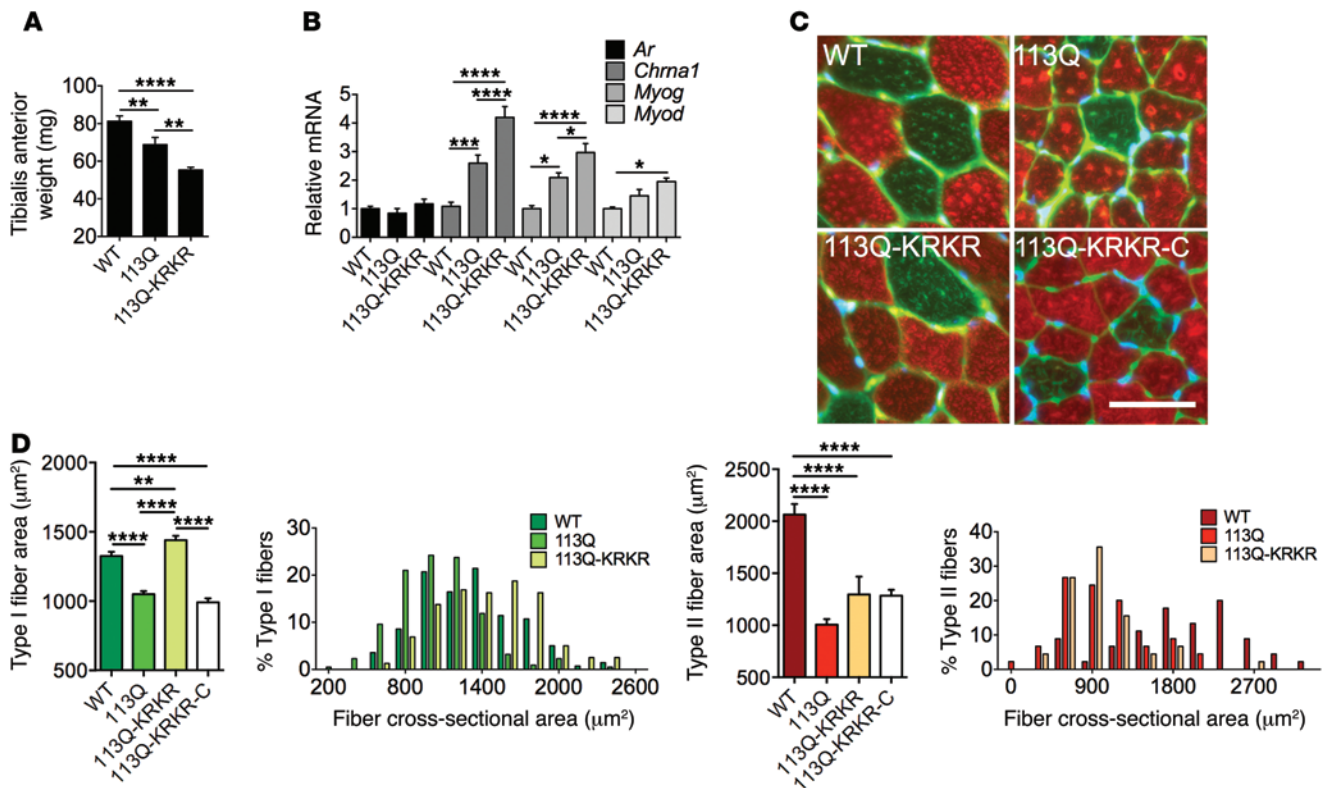 A
Tibialis anterior
weight (mg)
100
80
60
40
20
****
**
**
WT
113Q
113Q-KRKR
B
Relative mRNA
5
4
3
2
1
0
Ar
Chrna1
Myog
Myod
****
****
***
****
*
*
*
WT
113Q
113Q-KRKR
WT
113Q
113Q-KRKR
WT
113Q
113Q-KRKR
WT
113Q
113Q-KRKR
C
WT
113Q
113Q-KRKR
113Q-KRKR-C
D
Type I fiber area (μm²)
2000
1500
1000
500
****
**
****
****
****
WT
113Q
113Q-KRKR
113Q-KRKR-C
% Type I fibers
30
20
10
0
WT
113Q
113Q-KRKR
200 800 1400 2000 2600
Fiber cross-sectional area (μm²)
Type II fiber area (μm²)
2500
2000
1500
1000
500
****
****
****
WT
113Q
113Q-KRKR
113Q-KRKR-C
% Type II fibers
40
30
20
10
0
WT
113Q
113Q-KRKR
0 900 1800 2700
Fiber cross-sectional area (μm²)